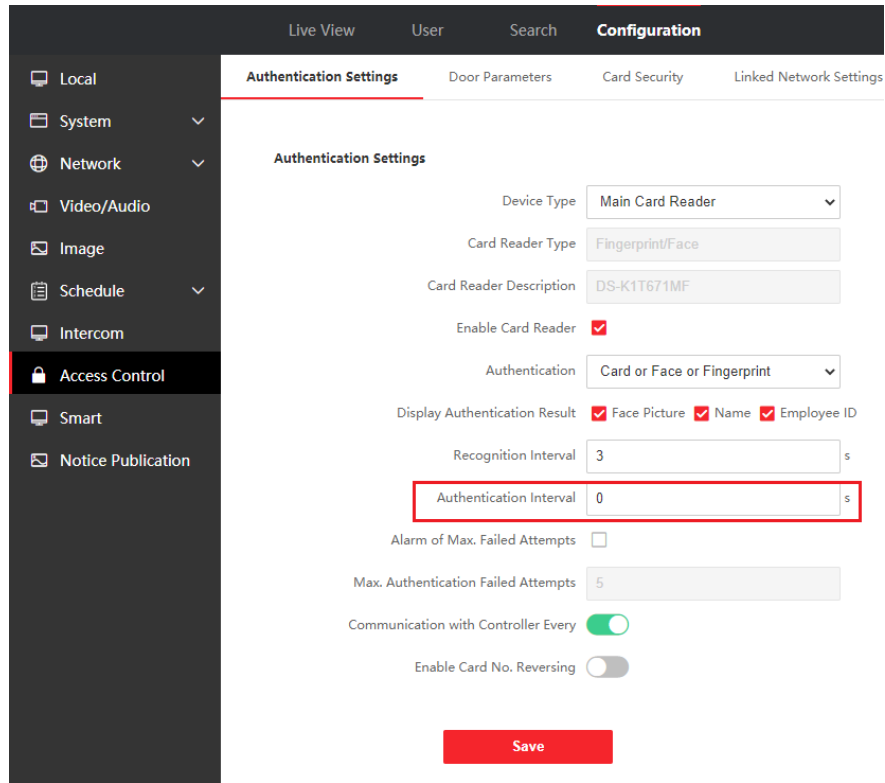 Live View User Search Configuration
Local
System
Network
Video/Audio
Image
Schedule
Intercom
Access Control
Smart
Notice Publication
Authentication Settings Door Parameters Card Security Linked Network Settings
Authentication Settings
Device Type Main Card Reader
Card Reader Type Fingerprint/Face
Card Reader Description DS-K1T671MF
Enable Card Reader
Authentication Card or Face or Fingerprint
Display Authentication Result Face Picture Name Employee ID
Recognition Interval 3 s
Authentication Interval 0 s
Alarm of Max. Failed Attempts
Max. Authentication Failed Attempts 5
Communication with Controller Every
Enable Card No. Reversing
Save